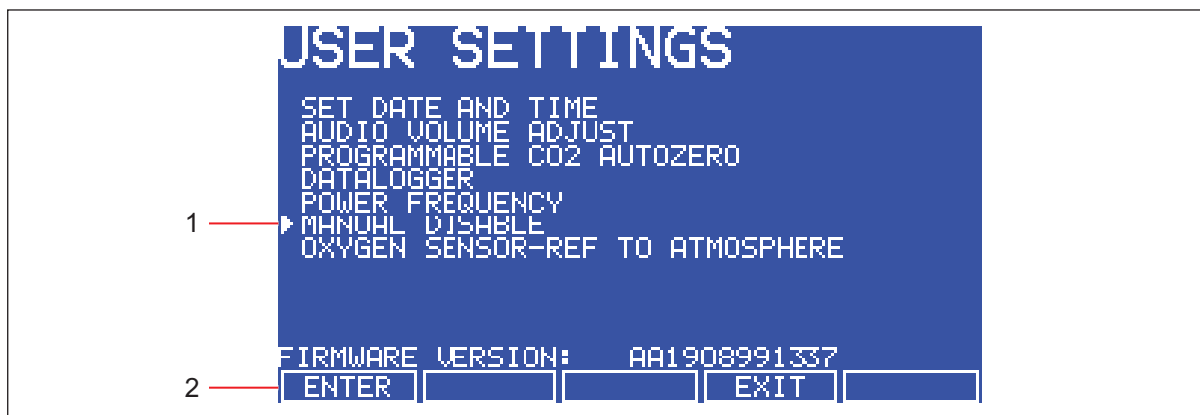 USER SETTINGS
SET DATE AND TIME
AUDIO VOLUME ADJUST
PROGRAMMABLE CO2 AUTOZERO
DATALOGGER
POWER FREQUENCY
1 MANUAL DISABLE
OXYGEN SENSOR-REF TO ATMOSPHERE
FIRMWARE VERSION: AA1908991337
2 ENTER EXIT